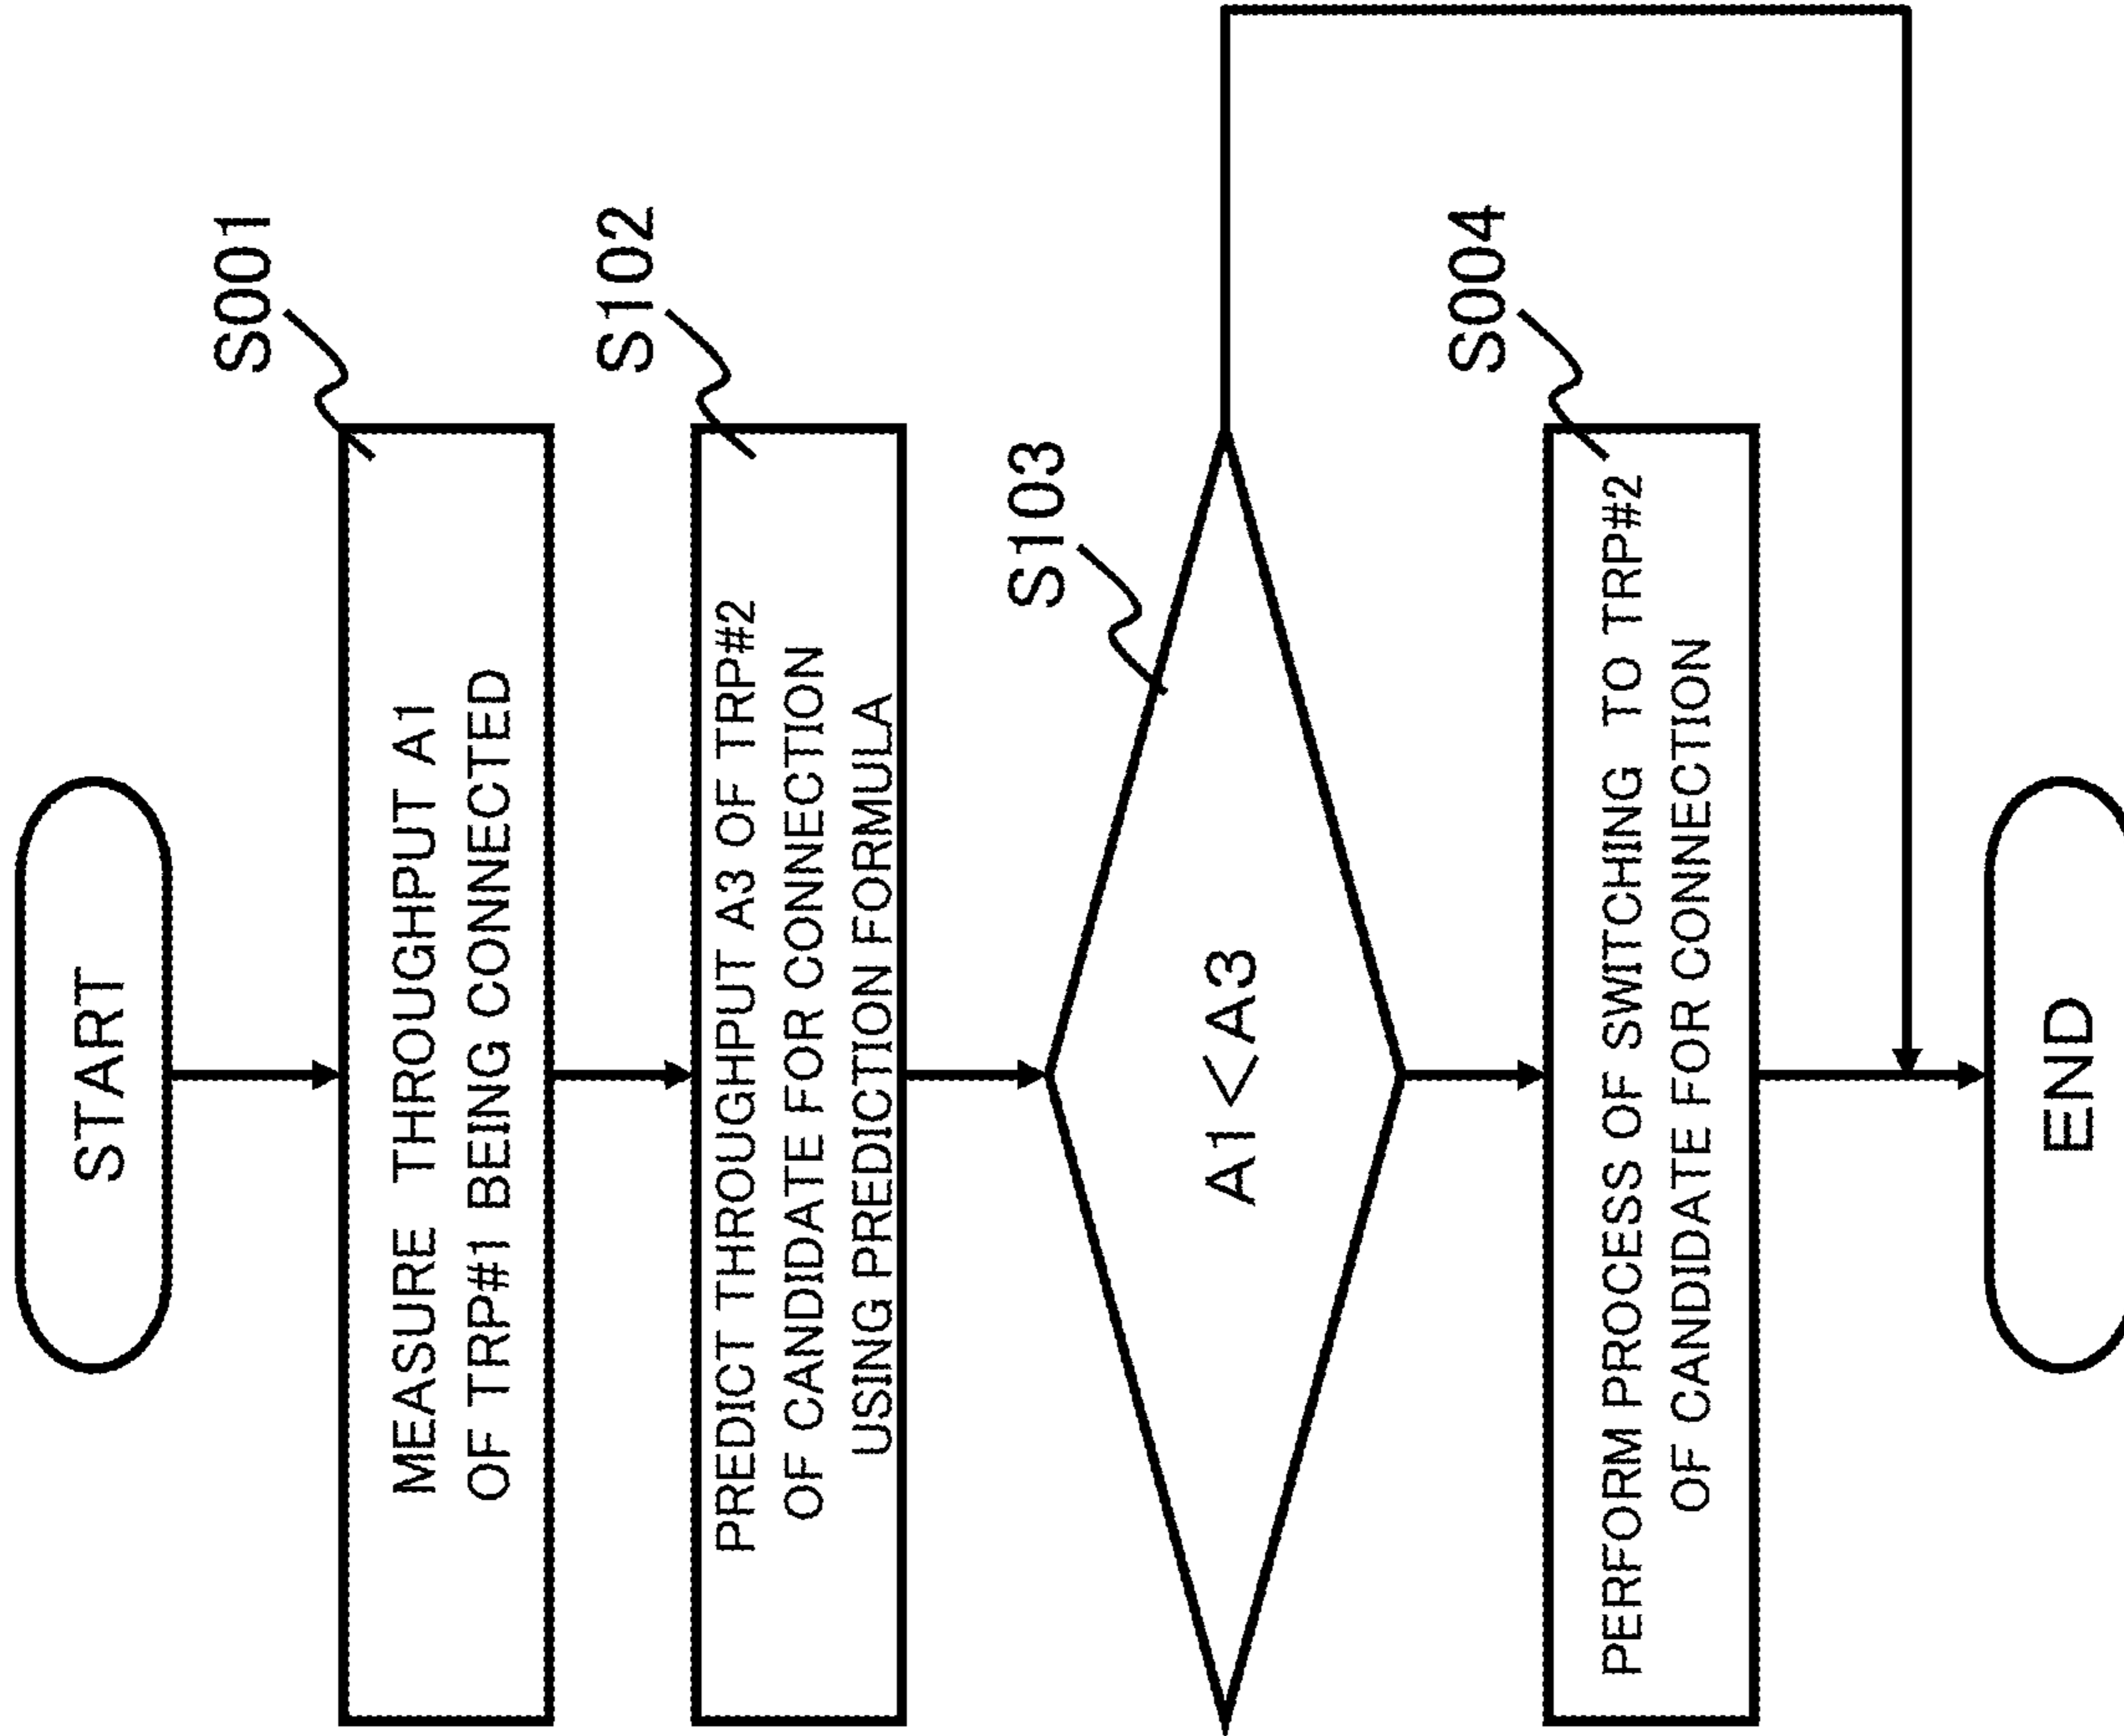 START
S001
MEASURE THROUGHPUT A1
OF TRP#1 BEING CONNECTED
S102
PREDICT THROUGHPUT A3 OF TRP#2
OF CANDIDATE FOR CONNECTION
USING PREDICTION FORMULA
S103
A1<A3
S004
PERFORM PROCESS OF SWITCHING TO TRP#2
OF CANDIDATE FOR CONNECTION
END